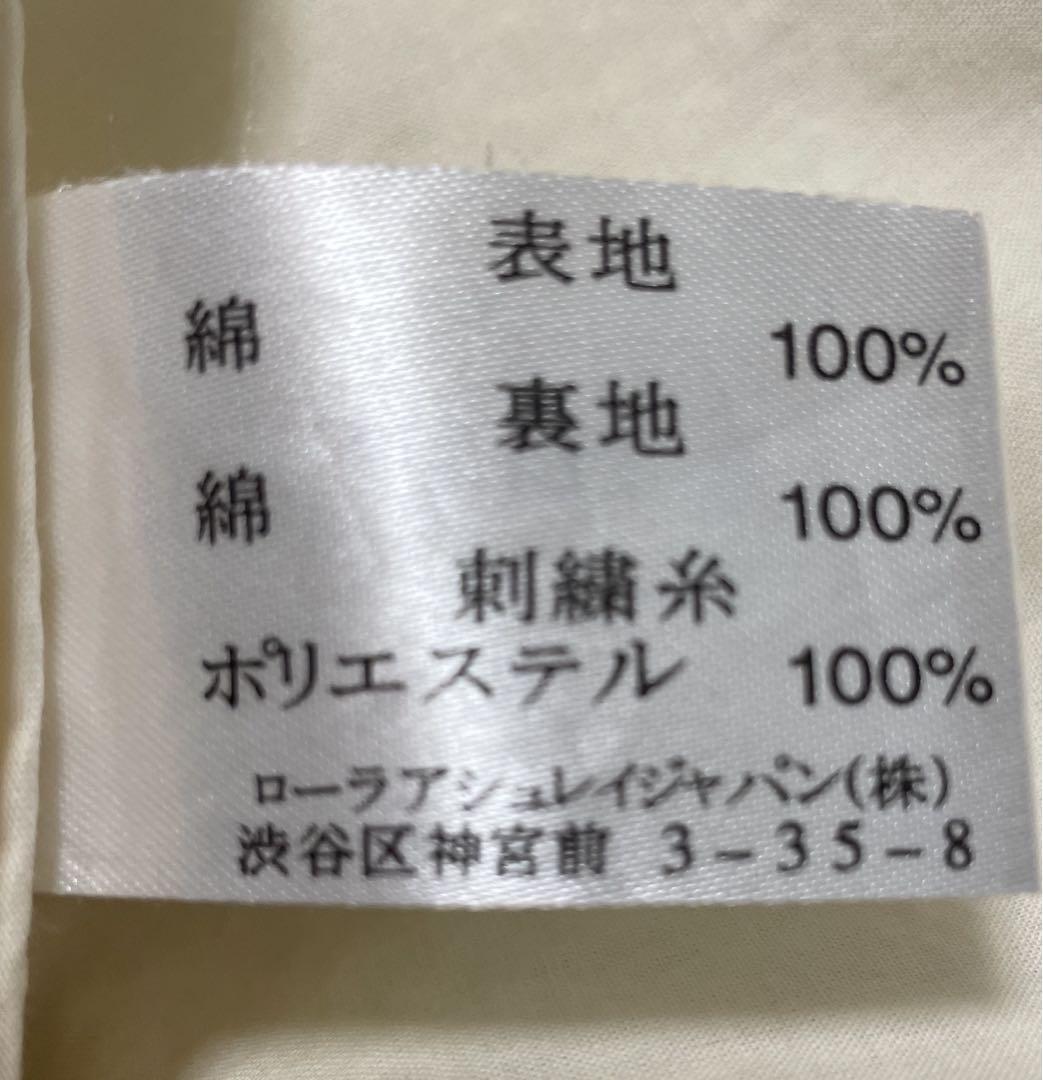 表地
綿 100%
裏地
綿 100%
刺繍糸
ポリエステル 100%
ローラアシュレイジャパン(株)
渋谷区神宮前 3-35-8